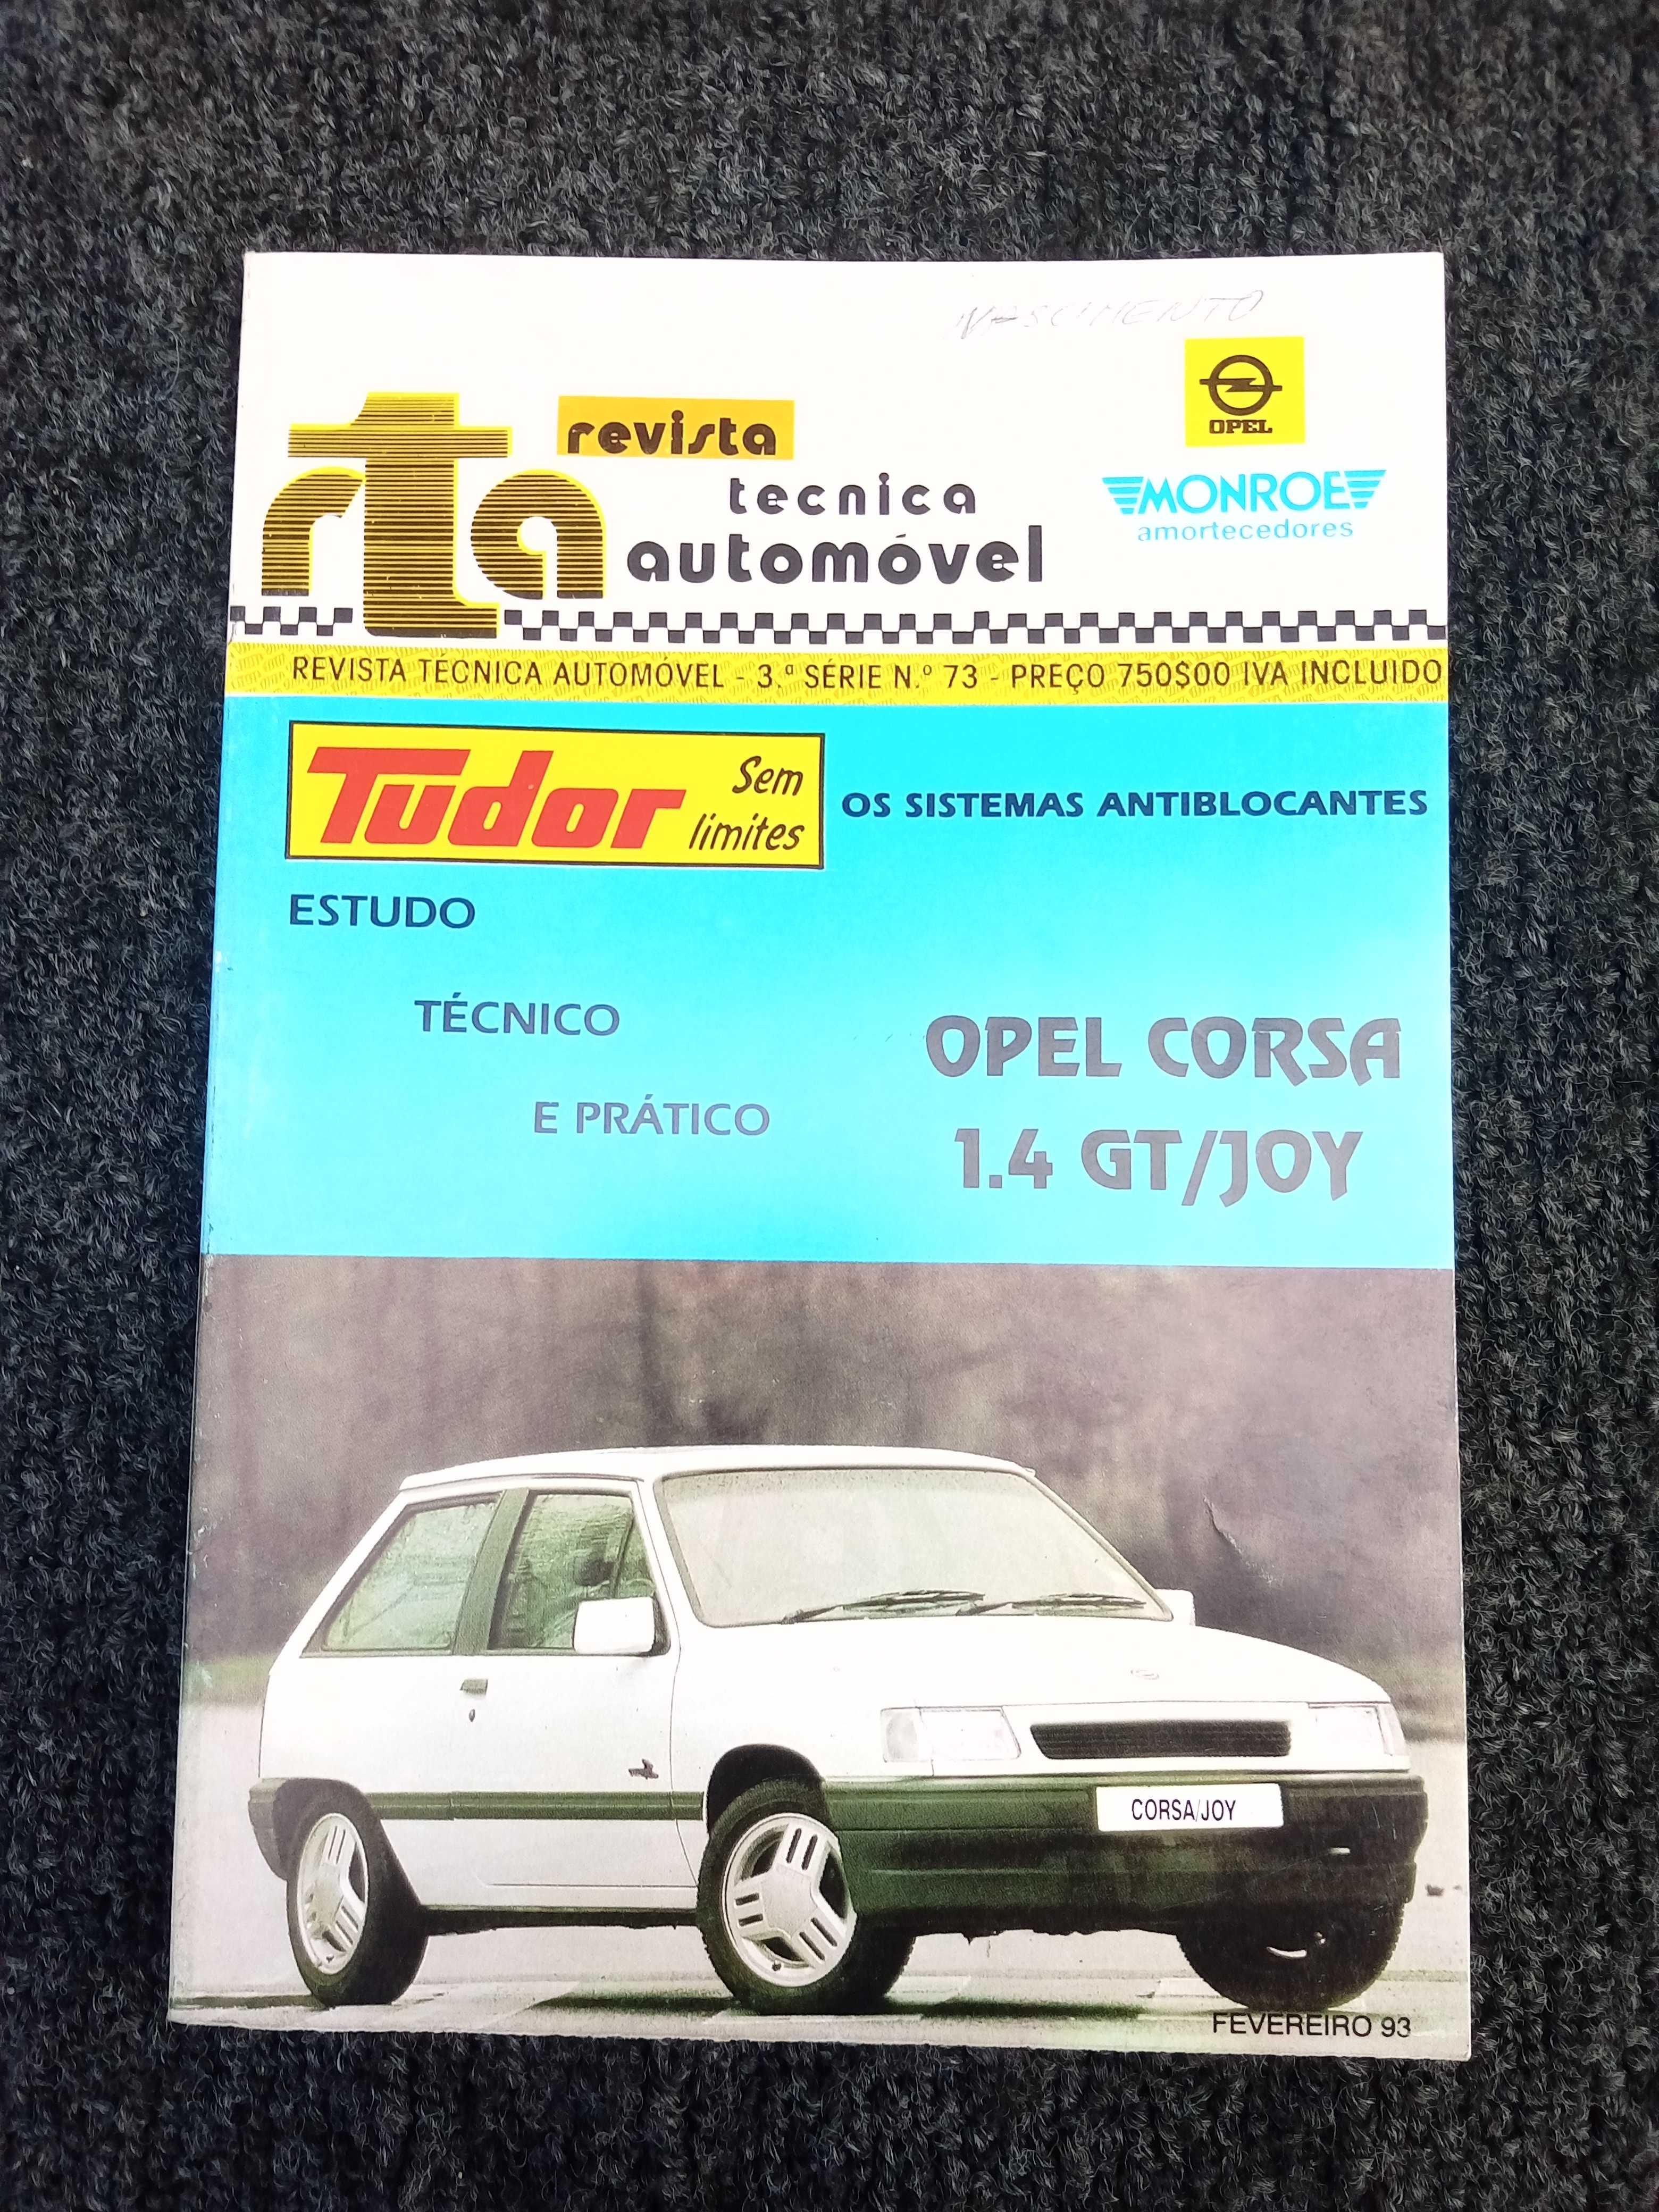 NASCIMENTO
OPEL
rta
revista
tecnica
automóvel
MONROE
amortecedores
REVISTA TÉCNICA AUTOMÓVEL - 3.ª SÉRIE N.º 73 - PREÇO 750$00 IVA INCLUIDO
Tudor
Sem
limites
OS SISTEMAS ANTIBLOCANTES
ESTUDO
TÉCNICO
E PRÁTICO
OPEL CORSA
1.4 GT/JOY
CORSA/JOY
FEVEREIRO 93